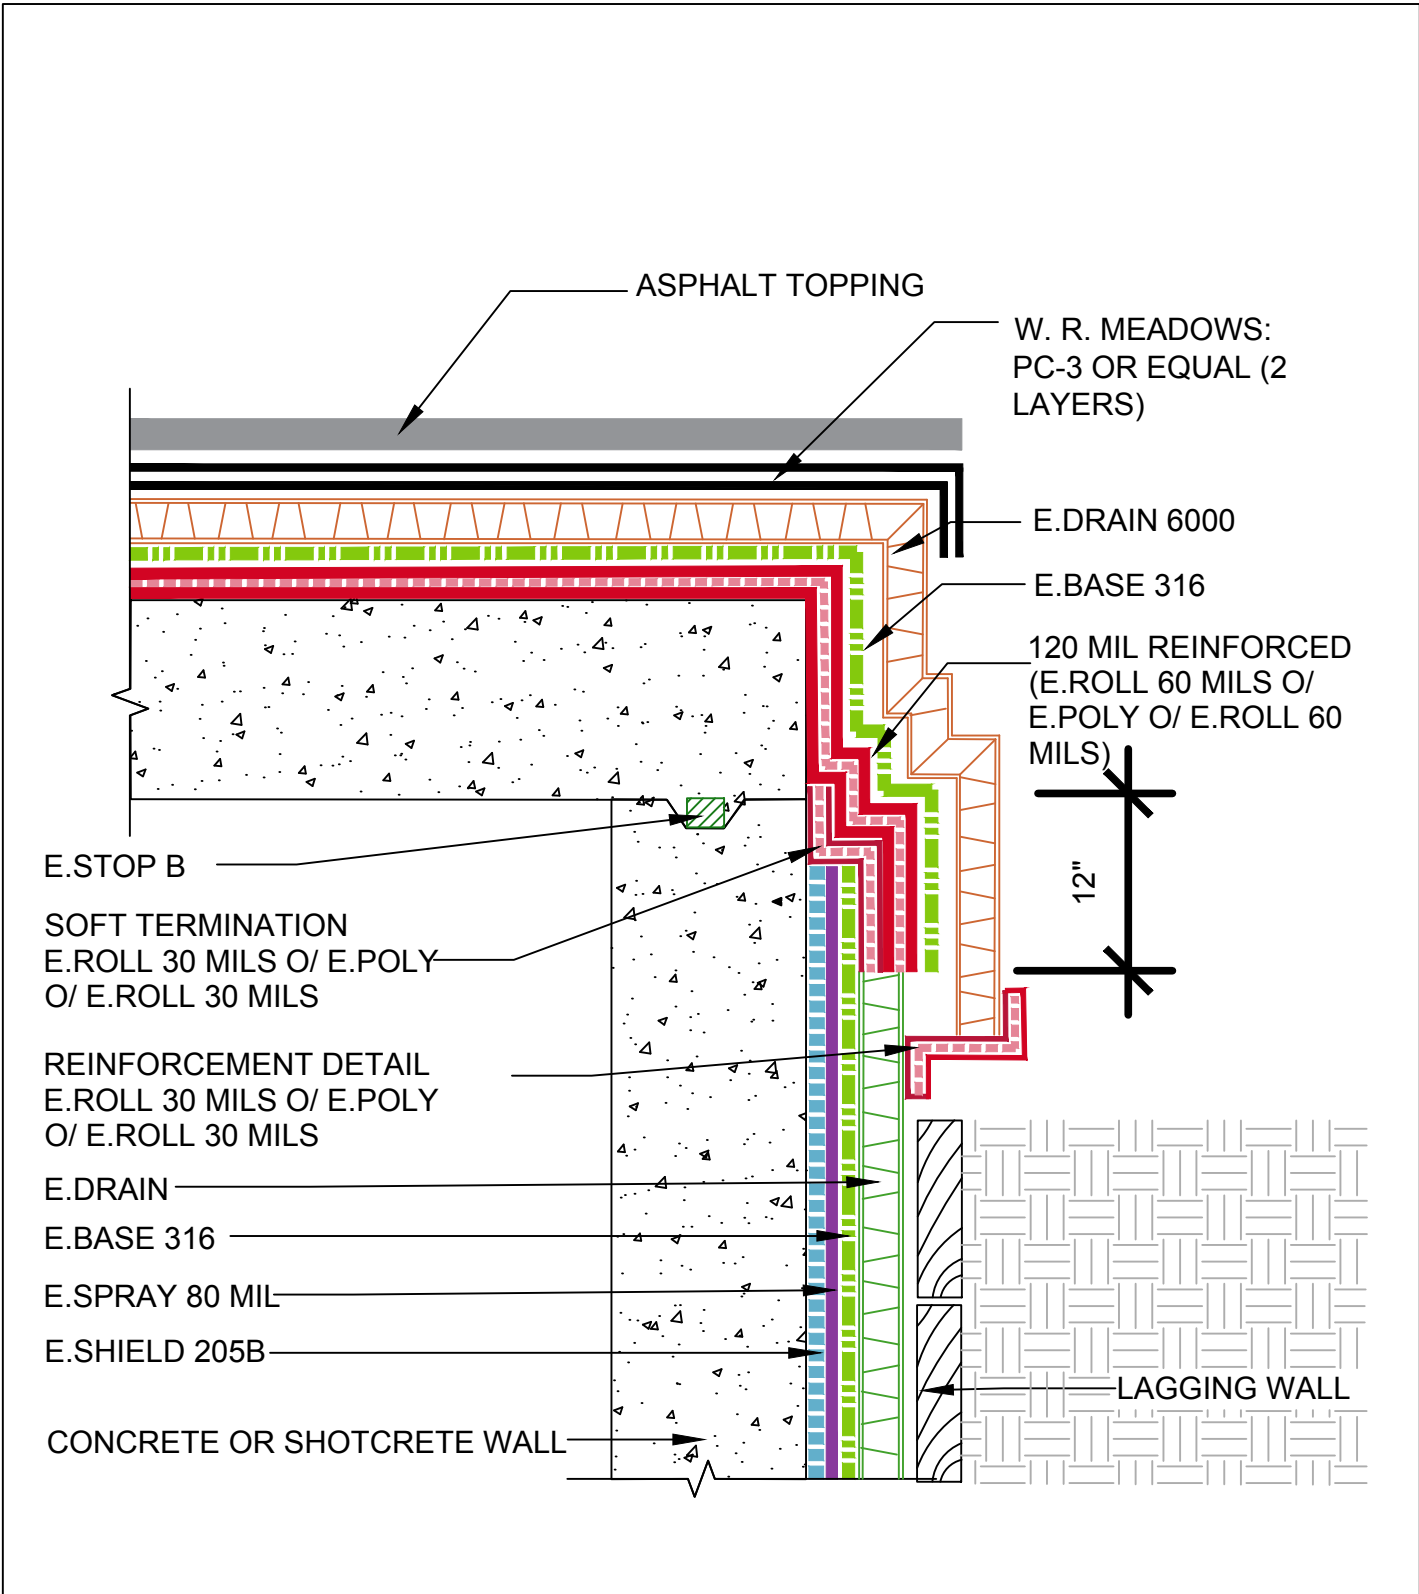 ASPHALT TOPPING
W. R. MEADOWS:
PC-3 OR EQUAL (2
LAYERS)
E.DRAIN 6000
E.BASE 316
120 MIL REINFORCED
(E.ROLL 60 MILS O/
E.POLY O/ E.ROLL 60
MILS)
12"
E.STOP B
SOFT TERMINATION
E.ROLL 30 MILS O/ E.POLY
O/ E.ROLL 30 MILS
REINFORCEMENT DETAIL
E.ROLL 30 MILS O/ E.POLY
O/ E.ROLL 30 MILS
E.DRAIN
E.BASE 316
E.SPRAY 80 MIL
E.SHIELD 205B
LAGGING WALL
CONCRETE OR SHOTCRETE WALL